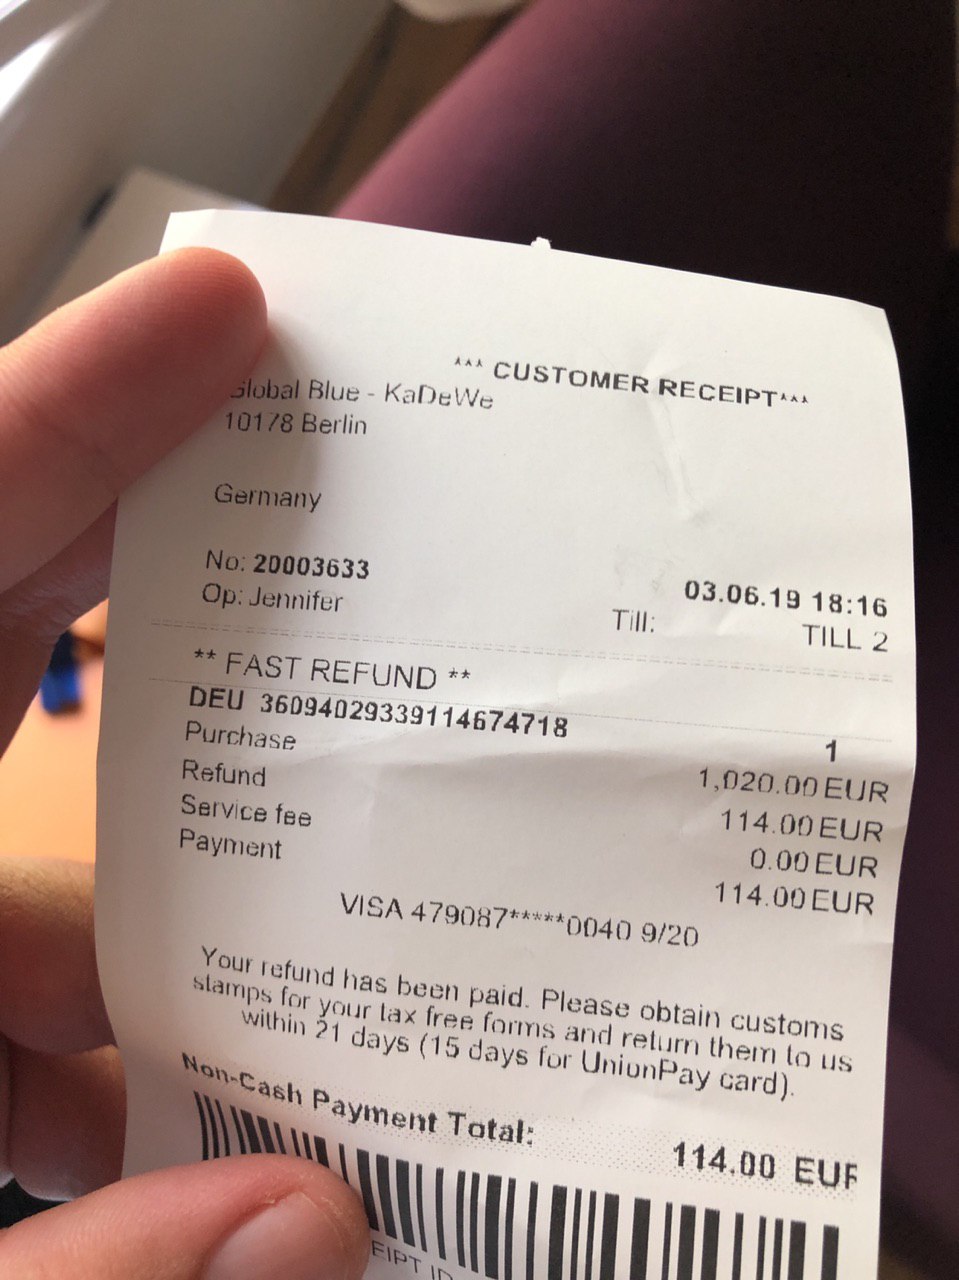 *** CUSTOMER RECEIPT***
Global Blue - KaDeWe
10178 Berlin
Germany
No: 20003633
03.06.19 18:16
Op: Jennifer
Till: TILL 2
** FAST REFUND **
DEU 36094029339114674718 1
Purchase 1,020.00 EUR
Refund 114.00 EUR
Service fee 0.00 EUR
Payment 114.00 EUR
VISA 479087*****0040 9/20
Your refund has been paid. Please obtain customs
stamps for your tax free forms and return them to us
within 21 days (15 days for UnionPay card).
Non-Cash Payment Total: 114.00 EUR